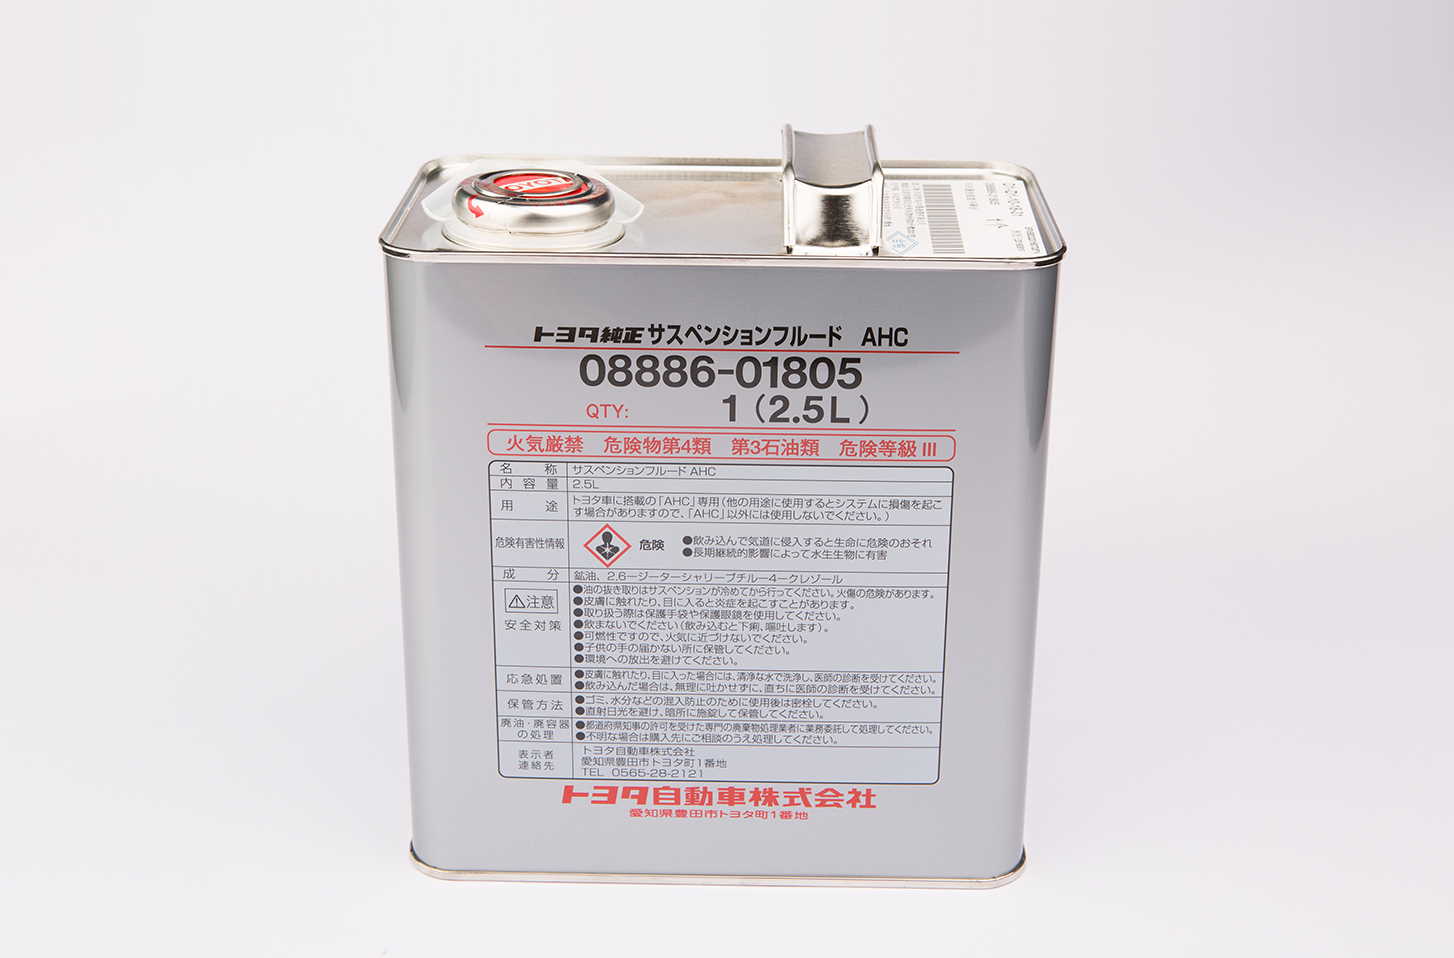 TOYOTA
トヨタ純正 サスペンションフルード AHC
08886-01805
QTY: 1(2.5L)
火気厳禁 危険物第4類 第3石油類 危険等級 III
名 称 サスペンションフルード AHC
内 容 量 2.5L
用 途 トヨタ車に搭載の「AHC」専用(他の用途に使用するとシステムに損傷を起こ
す場合がありますので、「AHC」以外には使用しないでください。)
危険有害性情報 危険 ●飲み込んで気道に侵入すると生命に危険のおそれ
●長期継続的影響によって水生生物に有害
成 分 鉱油、2.6-ジーターシャリーブチル-4-クレゾール
⚠注意
安全対策
●油の抜き取りはサスペンションが冷めてから行ってください。火傷の危険があります。
●皮膚に触れたり、目に入ると炎症を起こすことがあります。
●取り扱う際は保護手袋や保護眼鏡を使用してください。
●飲まないでください(飲み込むと下痢、嘔吐します)。
●可燃性ですので、火気に近づけないでください。
●子供の手の届かない所に保管してください。
●環境への放出を避けてください。
応急処置 ●皮膚に触れたり、目に入った場合には、清浄な水で洗浄し、医師の診断を受けてください。
●飲み込んだ場合は、無理に吐かせずに、直ちに医師の診断を受けてください。
保管方法 ●ゴミ、水分などの混入防止のために使用後は密栓してください。
●直射日光を避け、暗所に施錠して保管してください。
廃油・廃容器
の処理
●都道府県知事の許可を受けた専門の廃棄物処理業者に業務委託して処理してください。
●不明な場合は購入先にご相談のうえ処理してください。
表示者
連絡先
トヨタ自動車株式会社
愛知県豊田市トヨタ町1番地
TEL 0565-28-2121
トヨタ自動車株式会社
愛知県豊田市トヨタ町1番地